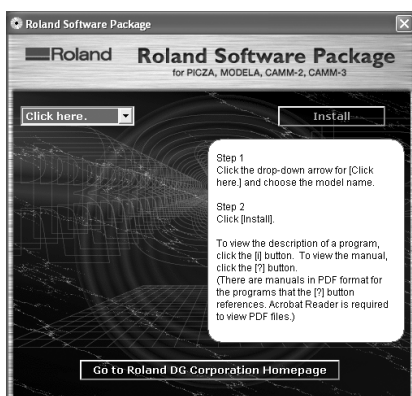 Roland Software Package
Roland
Roland Software Package
for PICZA, MODELA, CAMM-2, CAMM-3
Click here.
Install
Step 1
Click the drop-down arrow for [Click
here.] and choose the model name.
Step 2
Click [Install].
To view the description of a program,
click the [i] button. To view the manual,
click the [?] button.
(There are manuals in PDF format for
the programs that the [?] button
references. Acrobat Reader is required
to view PDF files.)
Go to Roland DG Corporation Homepage